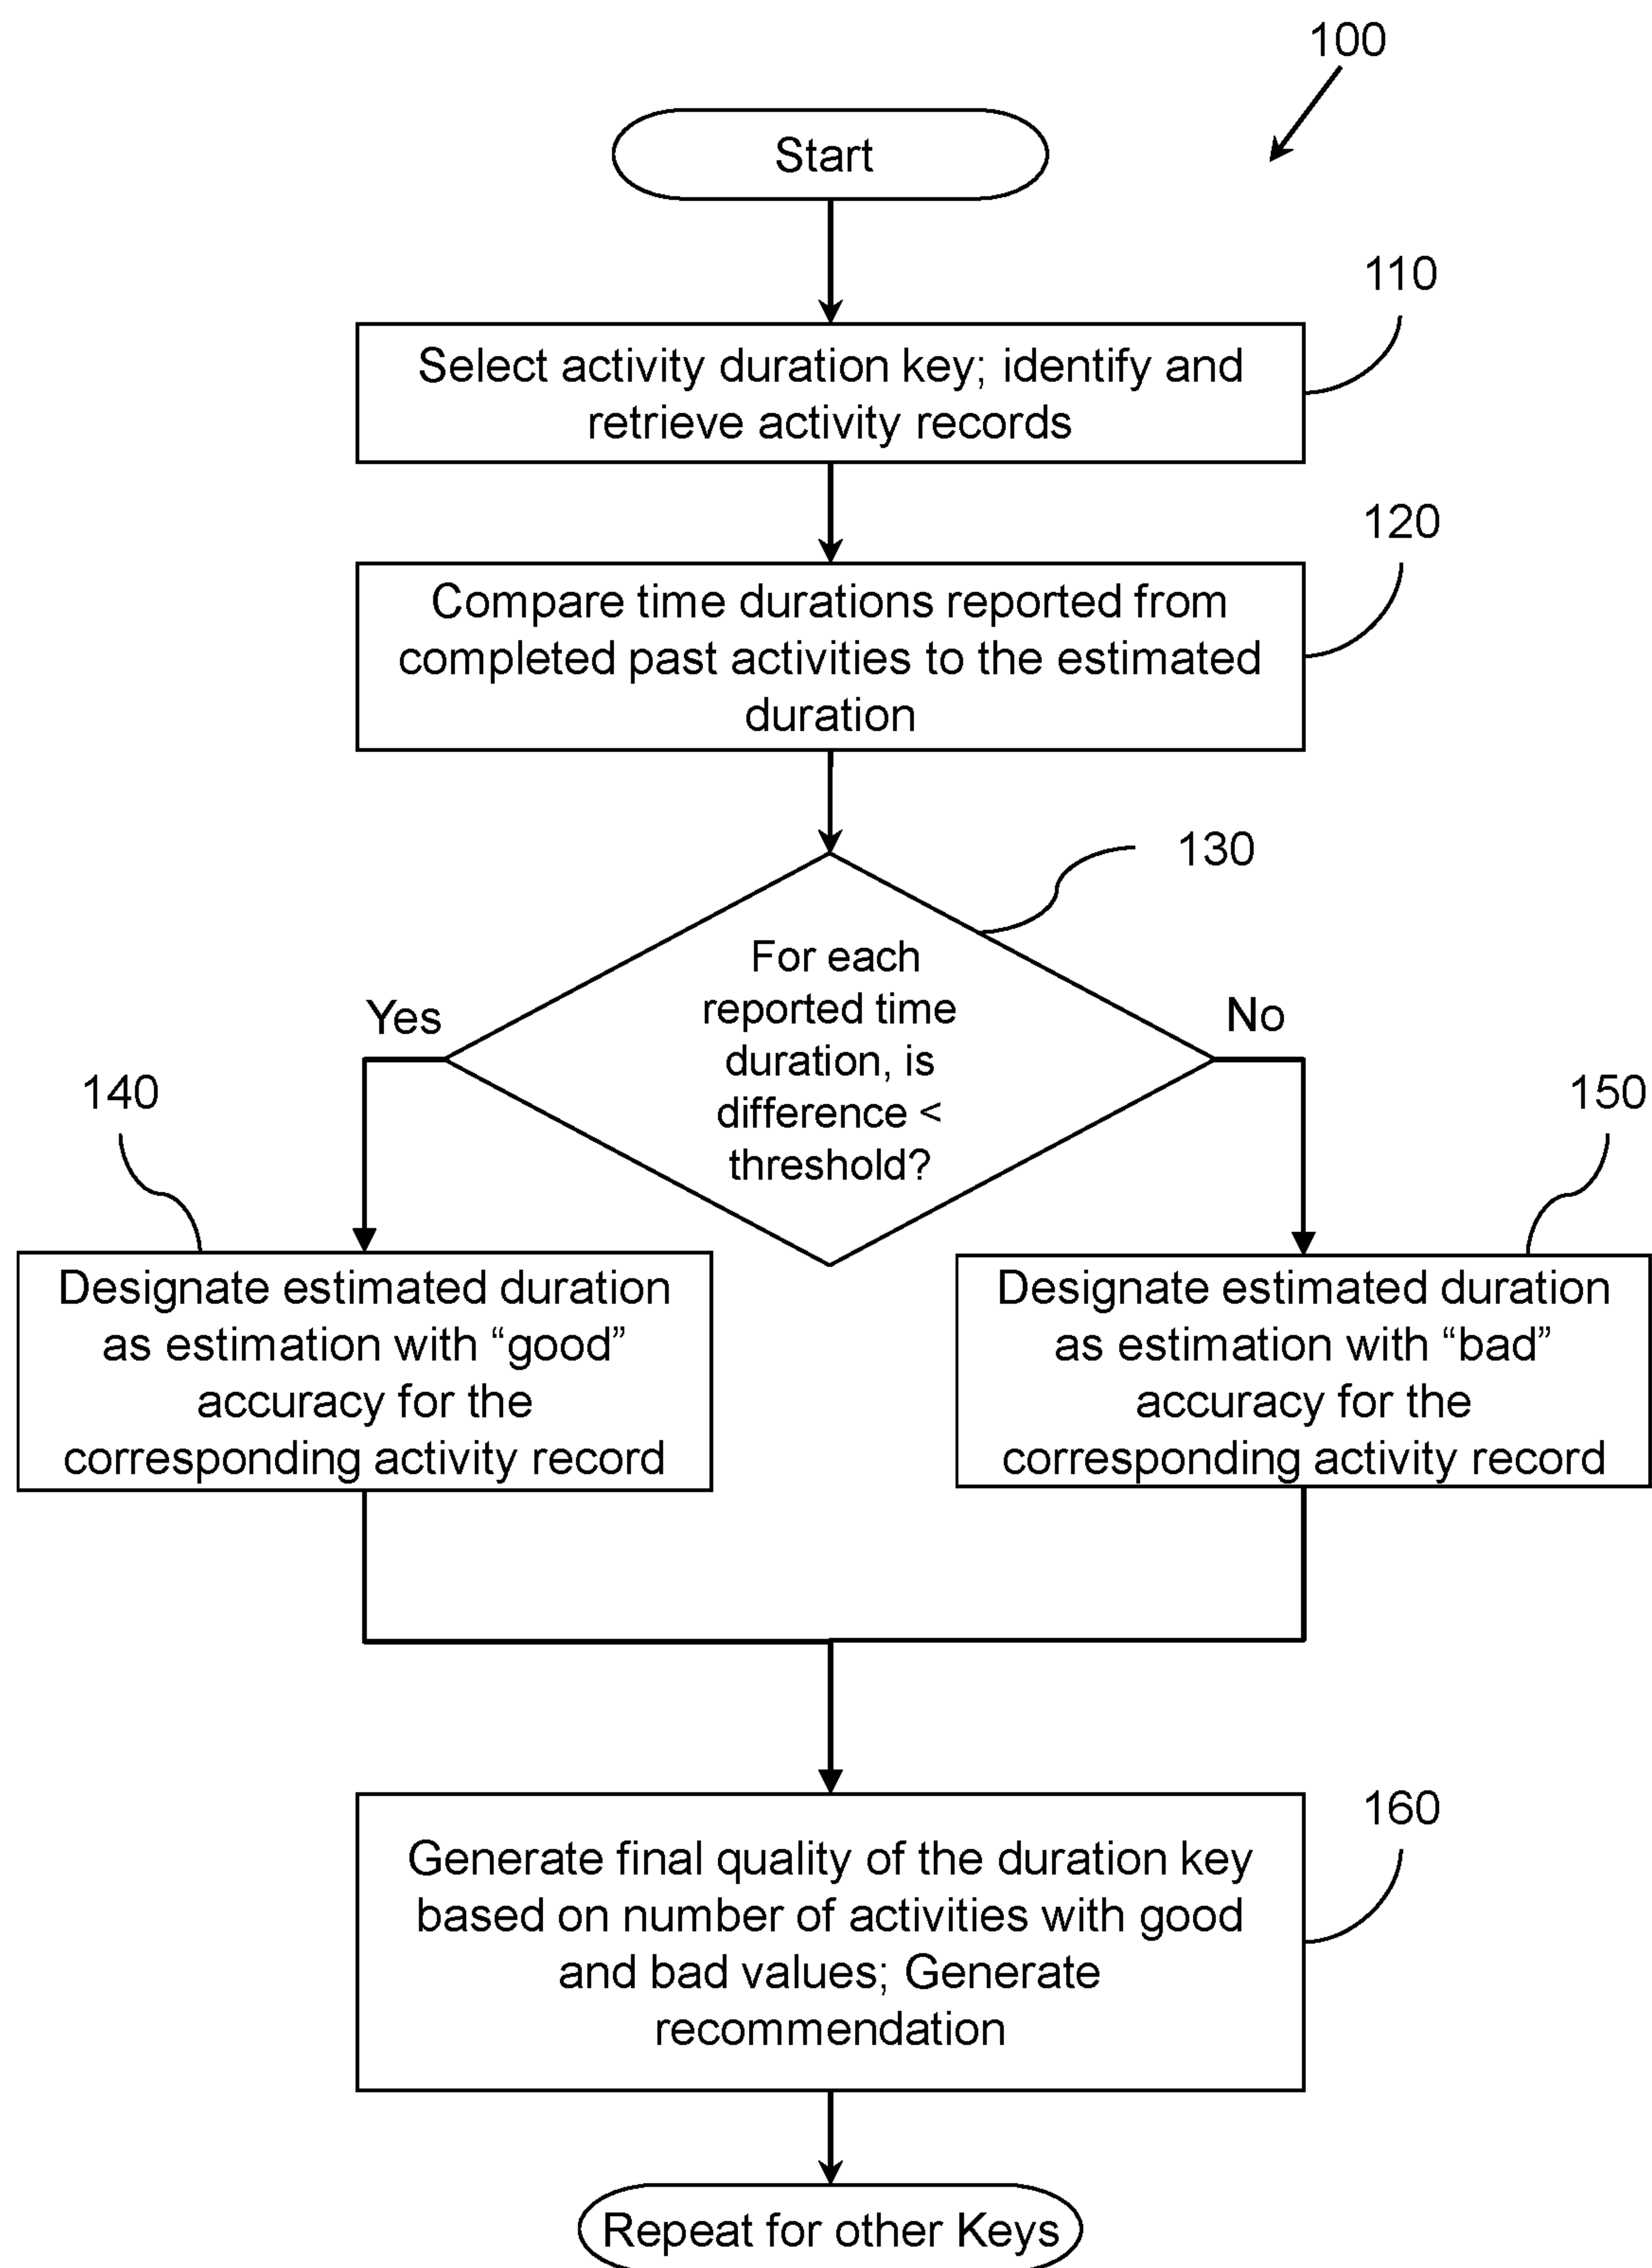 100
Start
110
Select activity duration key; identify and
retrieve activity records
120
Compare time durations reported from
completed past activities to the estimated
duration
130
For each
reported time
duration, is
difference <
threshold?
Yes
No
140
150
Designate estimated duration
as estimation with “good”
accuracy for the
corresponding activity record
Designate estimated duration
as estimation with “bad”
accuracy for the
corresponding activity record
160
Generate final quality of the duration key
based on number of activities with good
and bad values; Generate
recommendation
Repeat for other Keys